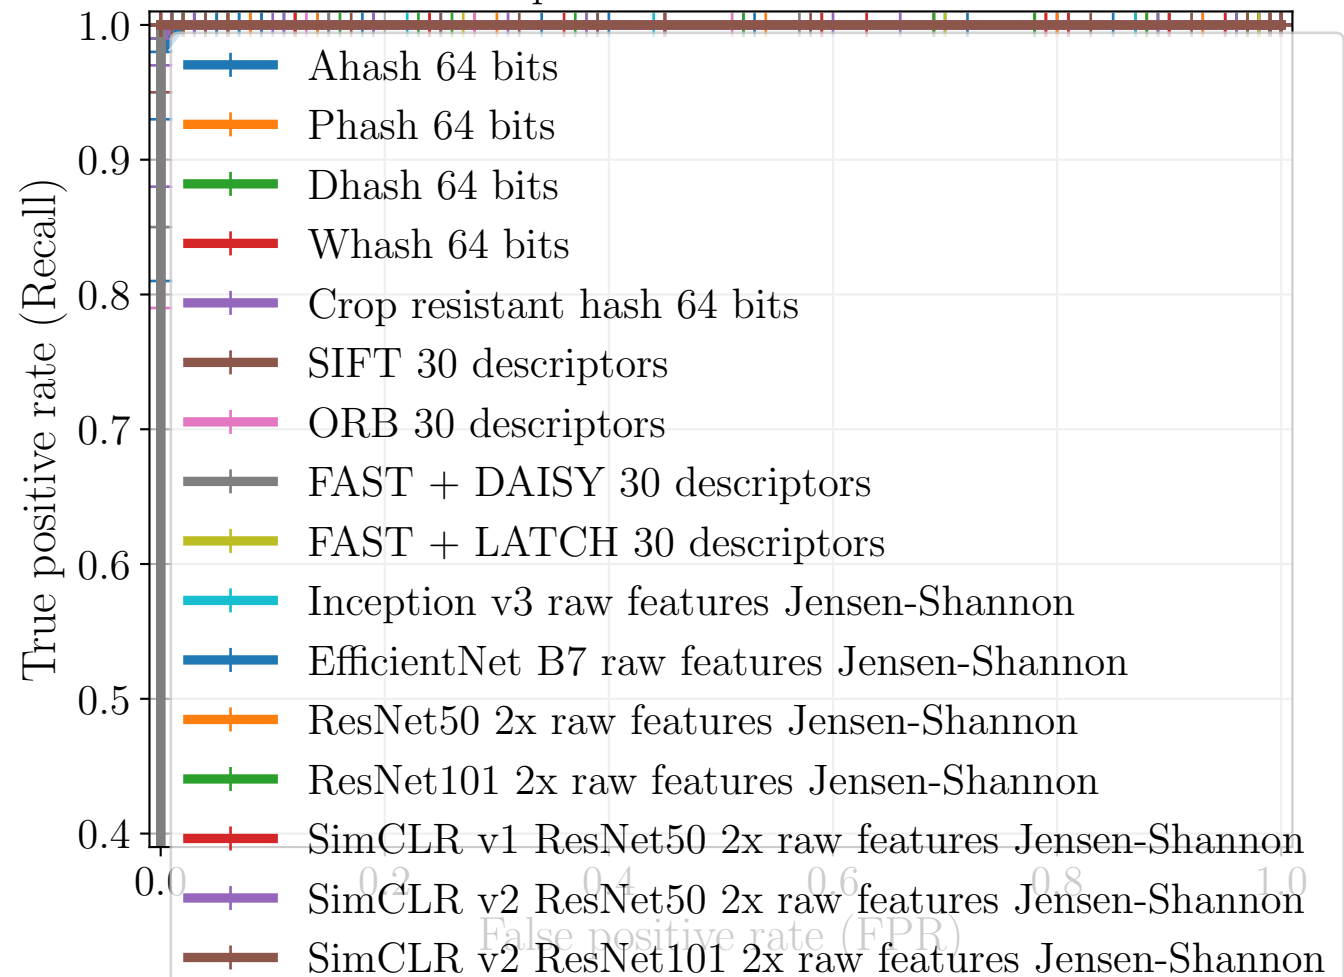 1.0
0.9
0.8
0.7
0.6
0.5
0.4
True positive rate (Recall)
Ahash 64 bits
Phash 64 bits
Dhash 64 bits
Whash 64 bits
Crop resistant hash 64 bits
SIFT 30 descriptors
ORB 30 descriptors
FAST + DAISY 30 descriptors
FAST + LATCH 30 descriptors
Inception v3 raw features Jensen-Shannon
EfficientNet B7 raw features Jensen-Shannon
ResNet50 2x raw features Jensen-Shannon
ResNet101 2x raw features Jensen-Shannon
SimCLR v1 ResNet50 2x raw features Jensen-Shannon
SimCLR v2 ResNet50 2x raw features Jensen-Shannon
SimCLR v2 ResNet101 2x raw features Jensen-Shannon
0.0 0.2 0.4 0.6 0.8 1.0
False positive rate (FPR)